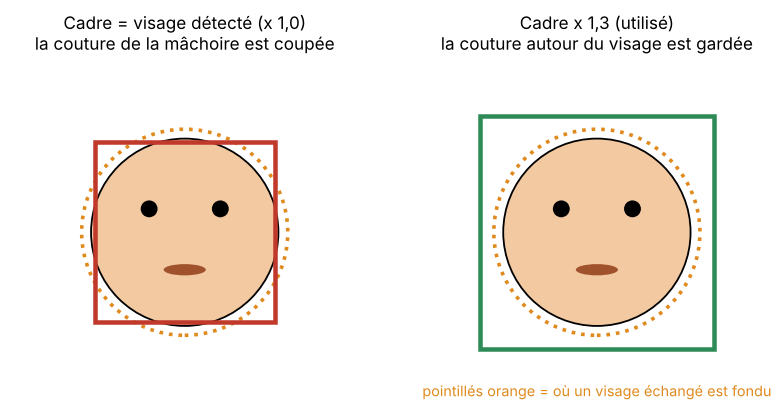 Cadre = visage détecté (x 1,0)
la couture de la mâchoire est coupée
Cadre x 1,3 (utilisé)
la couture autour du visage est gardée
pointillés orange = où un visage échangé est fondu